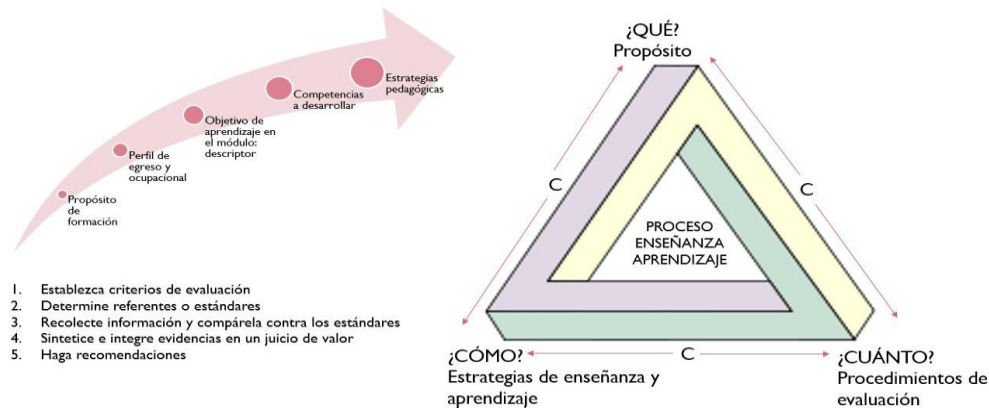 Propósito
de
formación
Perfil de
egreso y
ocupacional
Objetivo de
aprendizaje en
el módulo:
descriptor
Competencias
a desarrollar
Estrategias
pedagógicas
1. Establezca criterios de evaluación
2. Determine referentes o estándares
3. Recolecte información y compárela contra los estándares
4. Sintetice e integre evidencias en un juicio de valor
5. Haga recomendaciones
¿QUÉ?
Propósito
C
C
PROCESO
ENSEÑANZA
APRENDIZAJE
C
¿CÓMO?
Estrategias de enseñanza y
aprendizaje
¿CUÁNTO?
Procedimientos de
evaluación